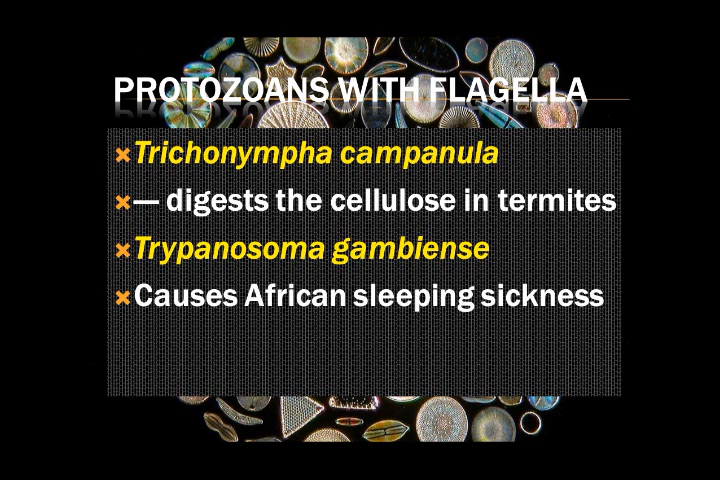 PROTOZOANS WITH FLAGELLA
Trichonympha campanula
— digests the cellulose in termites
Trypanosoma gambiense
Causes African sleeping sickness